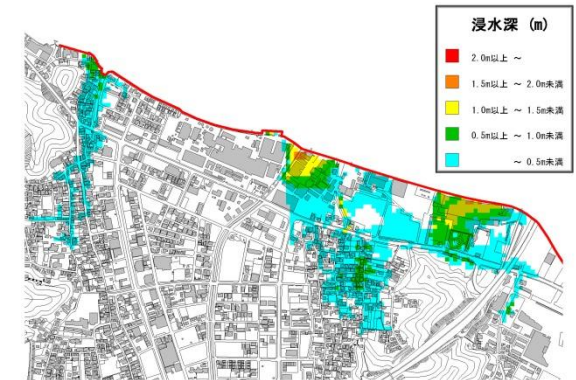 浸水深 (m)
2.0m以上 ～
1.5m以上 ～ 2.0m未満
1.0m以上 ～ 1.5m未満
0.5m以上 ～ 1.0m未満
～ 0.5m未満